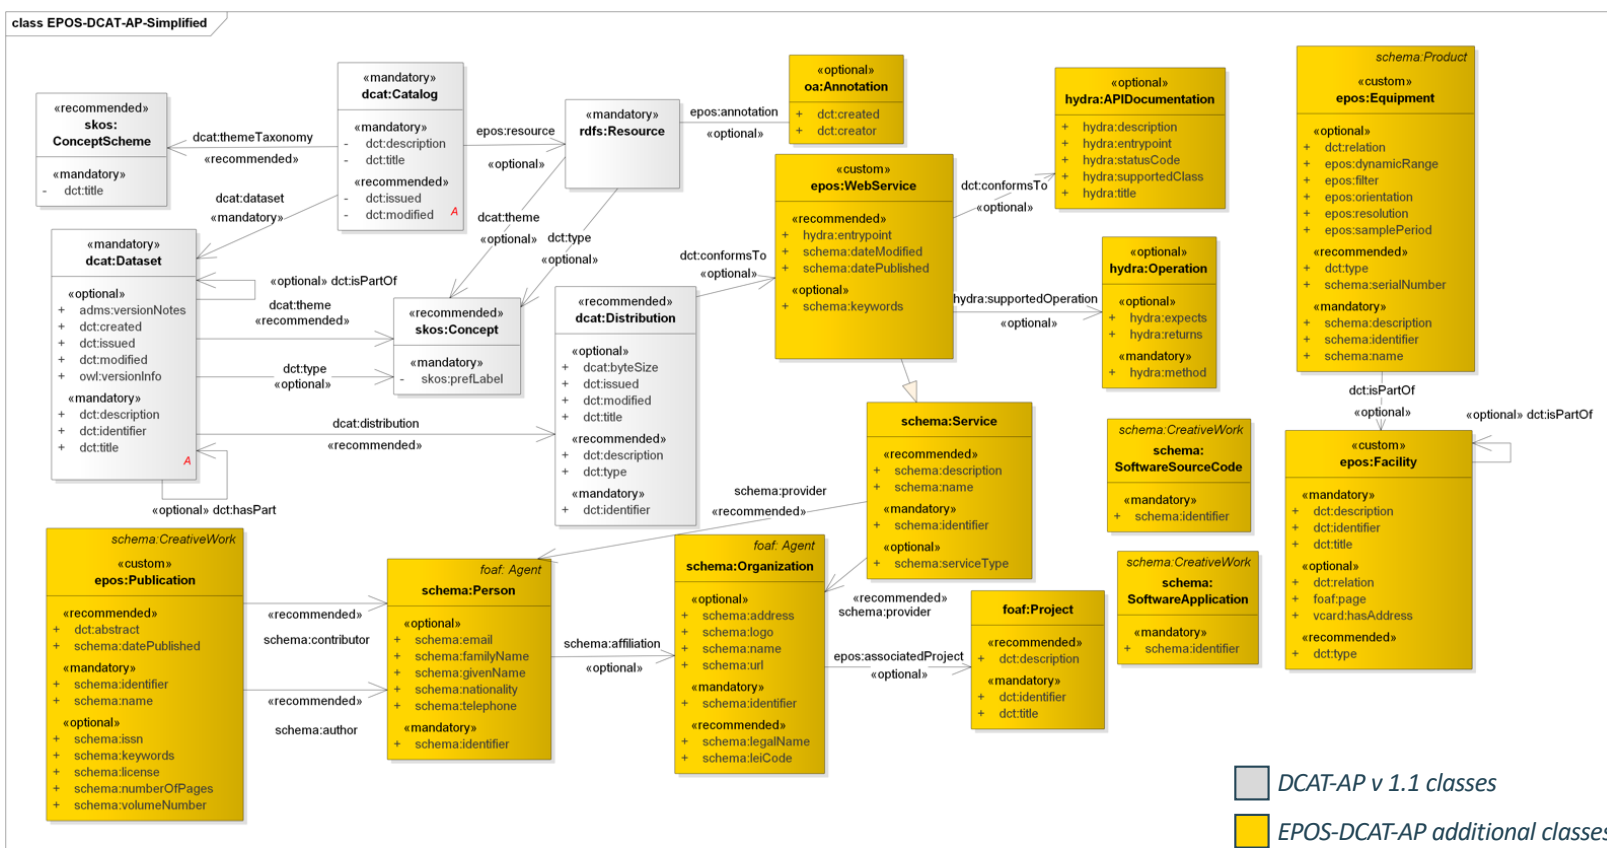 class EPOS-DCAT-AP-Simplified
«recommended»
skos:
ConceptScheme
«mandatory»
- dct:title
dcat:themeTaxonomy
«recommended»
«mandatory»
dcat:Catalog
«mandatory»
- dct:description
- dct:title
«recommended»
- dct:issued
- dct:modified
A
epos:resource
«optional»
«mandatory»
rdfs:Resource
epos:annotation
«optional»
«optional»
oa:Annotation
+ dct:created
+ dct:creator
dcat:dataset
«mandatory»
dcat:theme
«optional»
dct:type
«optional»
«mandatory»
dcat:Dataset
«optional»
+ adms:versionNotes
+ dct:created
+ dct:issued
+ dct:modified
+ owl:versionInfo
«mandatory»
+ dct:description
+ dct:identifier
+ dct:title
A
«optional» dct:isPartOf
dcat:theme
«recommended»
dct:type
«optional»
«recommended»
skos:Concept
«mandatory»
- skos:prefLabel
dcat:distribution
«recommended»
«optional» dct:hasPart
«recommended»
dcat:Distribution
«optional»
+ dcat:byteSize
+ dct:issued
+ dct:modified
+ dct:title
«recommended»
+ dct:description
+ dct:type
«mandatory»
+ dct:identifier
dct:conformsTo
«optional»
«custom»
epos:WebService
«recommended»
+ hydra:entrypoint
+ schema:dateModified
+ schema:datePublished
«optional»
+ schema:keywords
dct:conformsTo
«optional»
«optional»
hydra:APIDocumentation
+ hydra:description
+ hydra:entrypoint
+ hydra:statusCode
+ hydra:supportedClass
+ hydra:title
hydra:supportedOperation
«optional»
«optional»
hydra:Operation
«optional»
+ hydra:expects
+ hydra:returns
«mandatory»
+ hydra:method
schema:Product
«custom»
epos:Equipment
«optional»
+ dct:relation
+ epos:dynamicRange
+ epos:filter
+ epos:orientation
+ epos:resolution
+ epos:samplePeriod
«recommended»
+ dct:type
+ schema:serialNumber
«mandatory»
+ schema:description
+ schema:identifier
+ schema:name
dct:isPartOf
«optional»
«optional» dct:isPartOf
«custom»
epos:Facility
«mandatory»
+ dct:description
+ dct:identifier
+ dct:title
«optional»
+ dct:relation
+ foaf:page
+ vcard:hasAddress
«recommended»
+ dct:type
schema:Service
«recommended»
+ schema:description
+ schema:name
«mandatory»
+ schema:identifier
«optional»
+ schema:serviceType
schema:provider
«recommended»
«recommended»
schema:provider
schema:CreativeWork
schema:
SoftwareSourceCode
«mandatory»
+ schema:identifier
schema:CreativeWork
schema:
SoftwareApplication
«mandatory»
+ schema:identifier
schema:CreativeWork
«custom»
epos:Publication
«recommended»
+ dct:abstract
+ schema:datePublished
«mandatory»
+ schema:identifier
+ schema:name
«optional»
+ schema:issn
+ schema:keywords
+ schema:license
+ schema:numberOfPages
+ schema:volumeNumber
«recommended»
schema:contributor
«recommended»
schema:author
foaf: Agent
schema:Person
«optional»
+ schema:email
+ schema:familyName
+ schema:givenName
+ schema:nationality
+ schema:telephone
«mandatory»
+ schema:identifier
schema:affiliation
«optional»
foaf: Agent
schema:Organization
«optional»
+ schema:address
+ schema:logo
+ schema:name
+ schema:url
«mandatory»
+ schema:identifier
«recommended»
+ schema:legalName
+ schema:leiCode
epos:associatedProject
«optional»
foaf:Project
«recommended»
+ dct:description
«mandatory»
+ dct:identifier
+ dct:title
DCAT-AP v 1.1 classes
EPOS-DCAT-AP additional classes